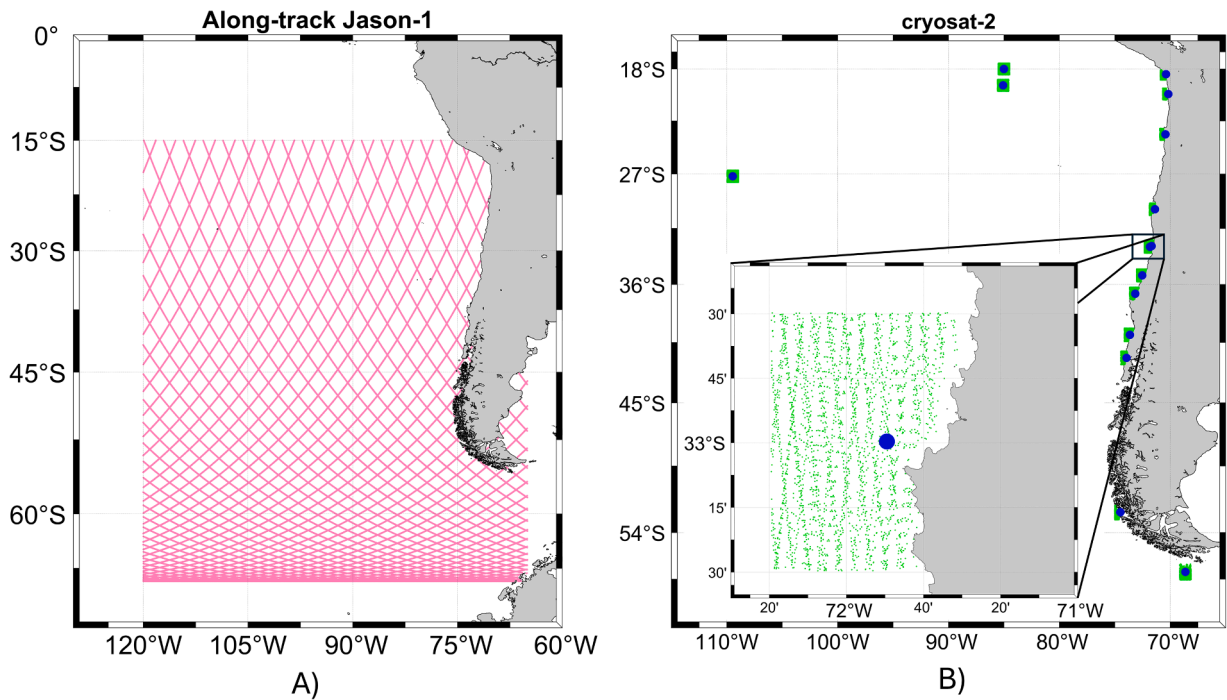 Along-track Jason-1
0°
15°S
30°S
45°S
60°S
120°W 105°W 90°W 75°W 60°W
A)
cryosat-2
18°S
27°S
36°S
45°S
54°S
30'
45'
33°S
15'
30'
20' 72°W 40' 20' 71°W
110°W 100°W 90°W 80°W 70°W
B)